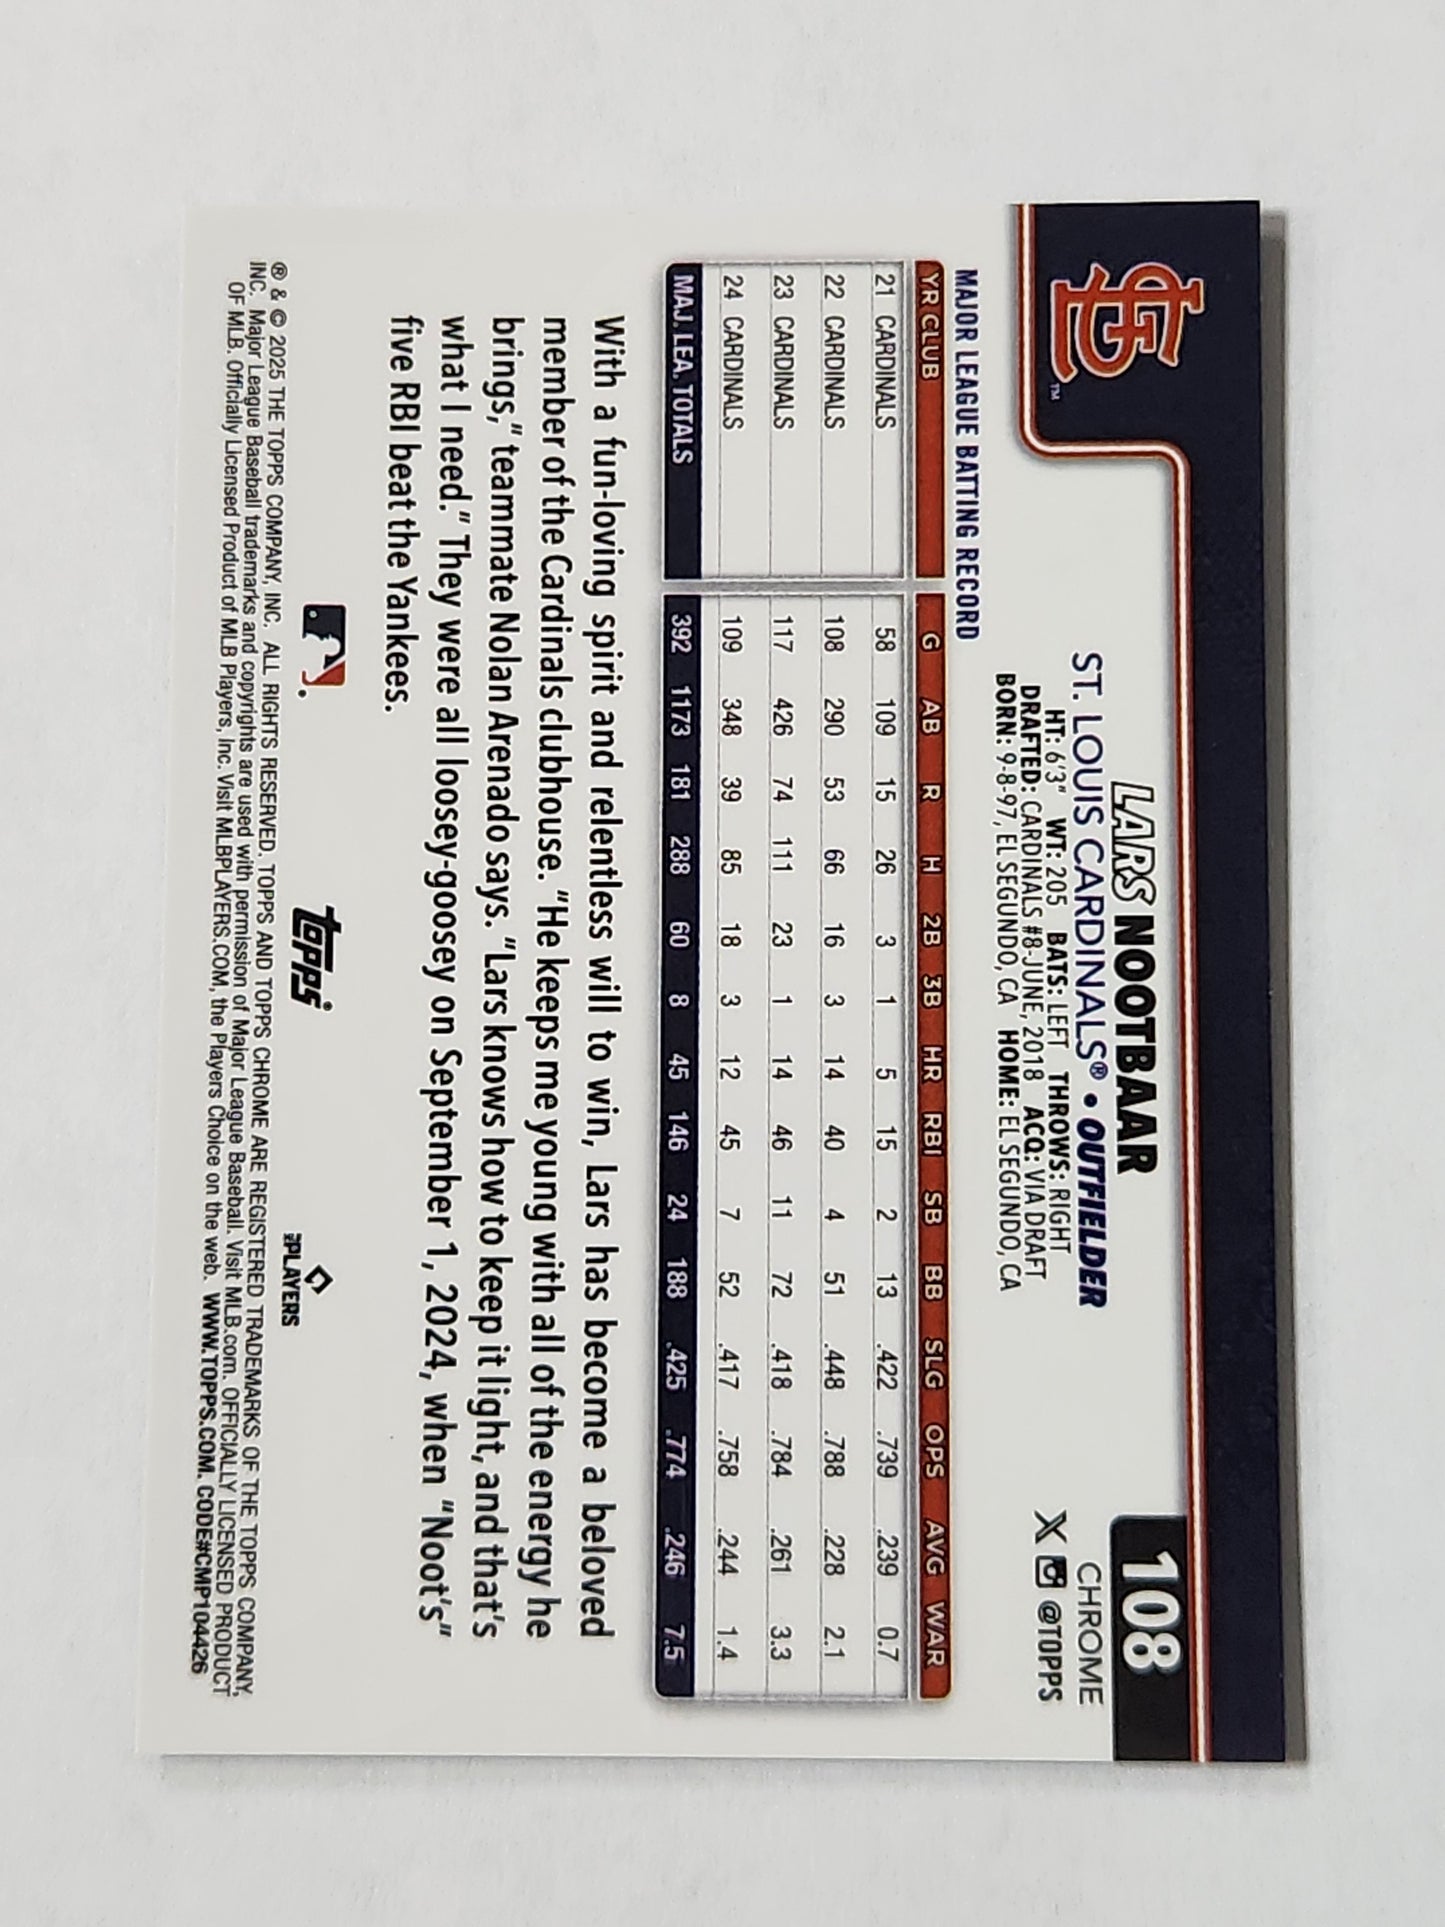 STL™
108
LARS NOOTBAAR
CHROME
ST. LOUIS CARDINALS® • OUTFIELDER
X @TOPPS
HT: 6'3" WT: 205 BATS: LEFT THROWS: RIGHT
DRAFTED: CARDINALS #8-JUNE, 2018 ACQ: VIA DRAFT
BORN: 9-8-97, EL SEGUNDO, CA HOME: EL SEGUNDO, CA
MAJOR LEAGUE BATTING RECORD
YR CLUB G AB R H 2B 3B HR RBI SB BB SLG OPS AVG WAR
21 CARDINALS 58 109 15 26 3 1 5 15 2 13 .422 .739 .239 0.7
22 CARDINALS 108 290 53 66 16 3 14 40 4 51 .448 .788 .228 2.1
23 CARDINALS 117 426 74 111 23 1 14 46 11 72 .418 .784 .261 3.3
24 CARDINALS 109 348 39 85 18 3 12 45 7 52 .417 .758 .244 1.4
MAJ. LEA. TOTALS 392 1173 181 288 60 8 45 146 24 188 .425 .774 .246 7.5
With a fun-loving spirit and relentless will to win, Lars has become a beloved
member of the Cardinals clubhouse. "He keeps me young with all of the energy he
brings," teammate Nolan Arenado says. "Lars knows how to keep it light, and that's
what I need." They were all loosey-goosey on September 1, 2024, when "Noot's"
five RBI beat the Yankees.
topps®
PLAYERS
® & © 2025 THE TOPPS COMPANY, INC. ALL RIGHTS RESERVED. TOPPS AND TOPPS CHROME ARE REGISTERED TRADEMARKS OF THE TOPPS COMPANY,
INC. Major League Baseball trademarks and copyrights are used with permission of Major League Baseball. Visit MLB.com. OFFICIALLY LICENSED PRODUCT
OF MLB. Officially Licensed Product of MLB Players, Inc. Visit MLBPLAYERS.COM, the Players Choice on the web. WWW.TOPPS.COM. CODE#CMP104426